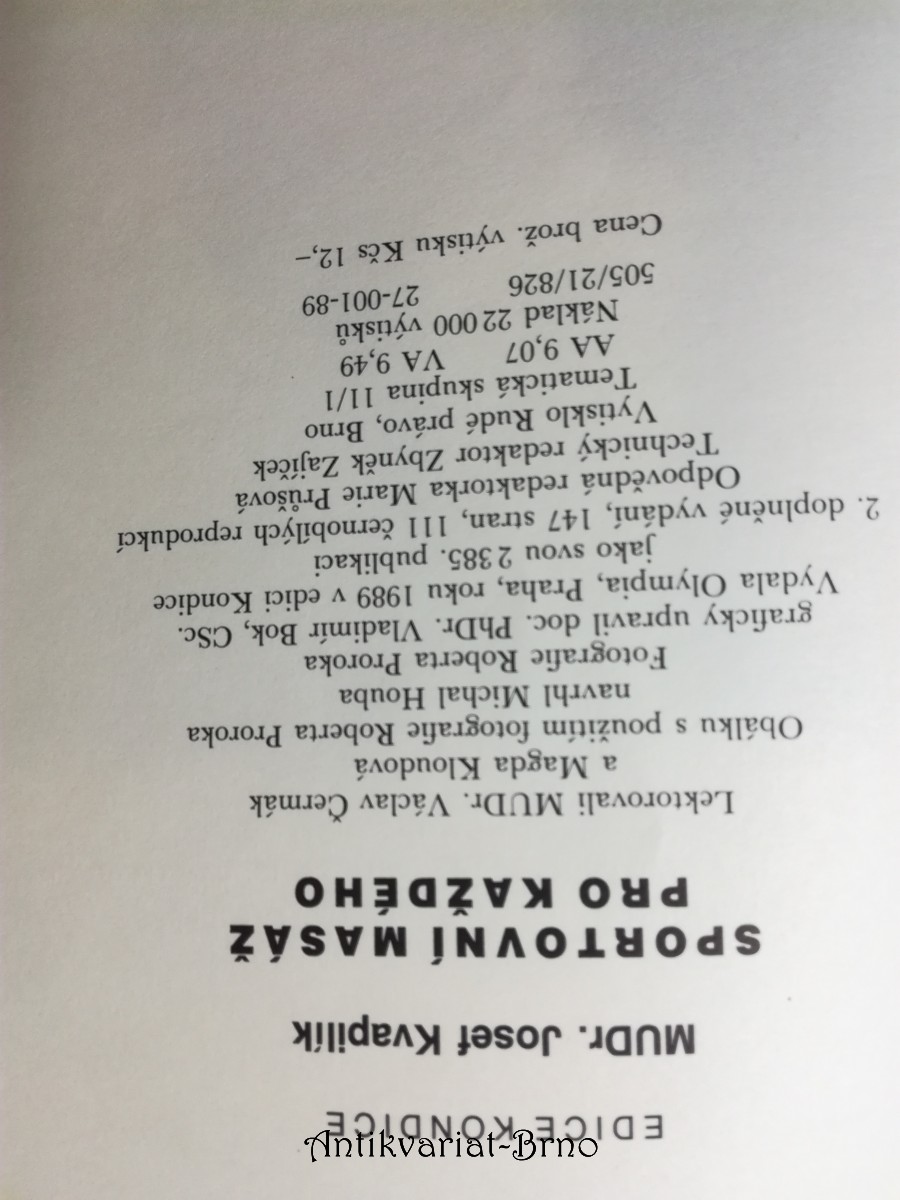 EDICE KONDICE
MUDr. Josef Kvapilík
SPORTOVNÍ MASÁŽ
PRO KAŽDÉHO
Lektorovali MUDr. Václav Čermák
a Magda Kloudová
Obálku s použitím fotografie Roberta Proroka
navrhl Michal Houba
Fotografie Roberta Proroka
graficky upravil doc. PhDr. Vladimír Bok, CSc.
Vydala Olympia, Praha, roku 1989 v edici Kondice
jako svou 2 385. publikaci
2. doplněné vydání, 147 stran, 111 černobílých reprodukcí
Odpovědná redaktorka Marie Průšová
Technický redaktor Zbyněk Zajíček
Vytisklo Rudé právo, Brno
Tematická skupina 11/1
AA 9,07 VA 9,49
Náklad 22 000 výtisků
505/21/826 27-001-89
Cena brož. výtisku Kčs 12,–
Antikvariat-Brno